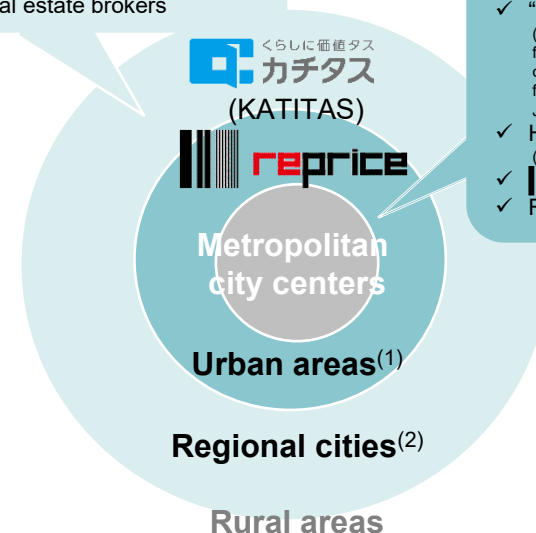 real estate brokers
くらしに価値タス
カチタス
(KATITAS)
reprice
Metropolitan
city centers
Urban areas(1)
Regional cities(2)
Rural areas